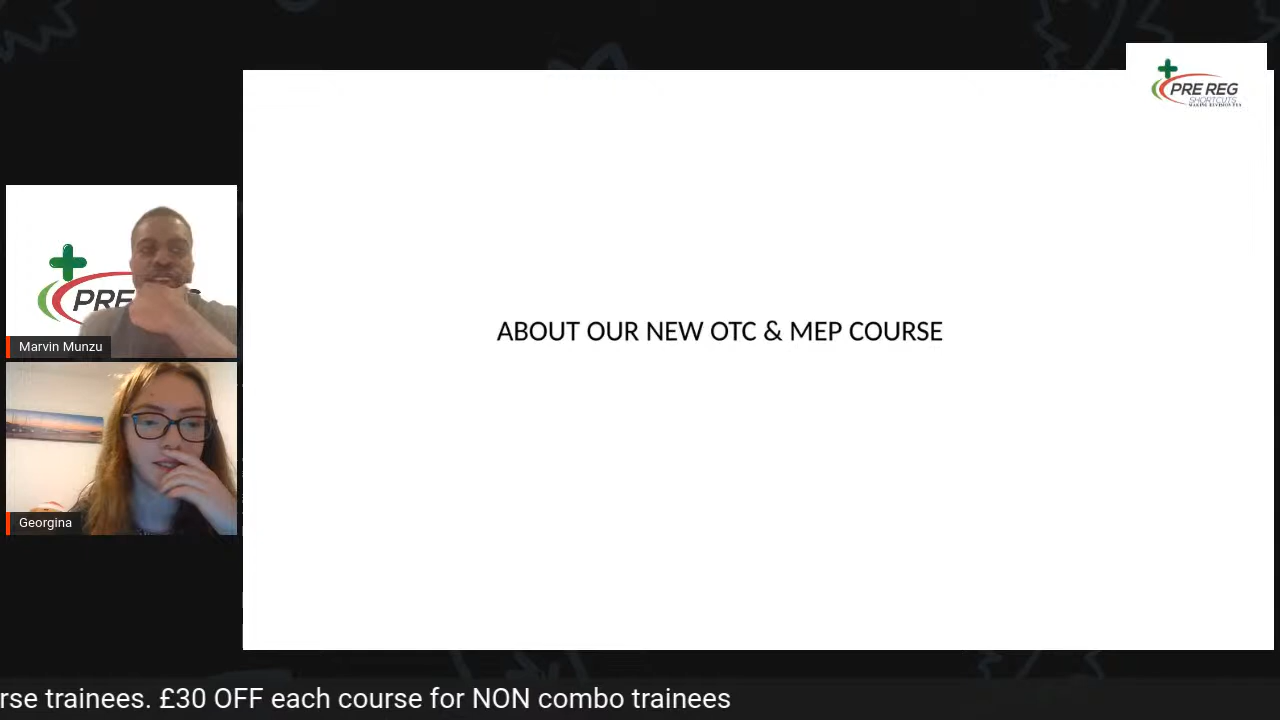 PRE REG
SHORTCUTS
ABOUT OUR NEW OTC & MEP COURSE
PRE
Marvin Munzu
Georgina
rse trainees. £30 OFF each course for NON combo trainees